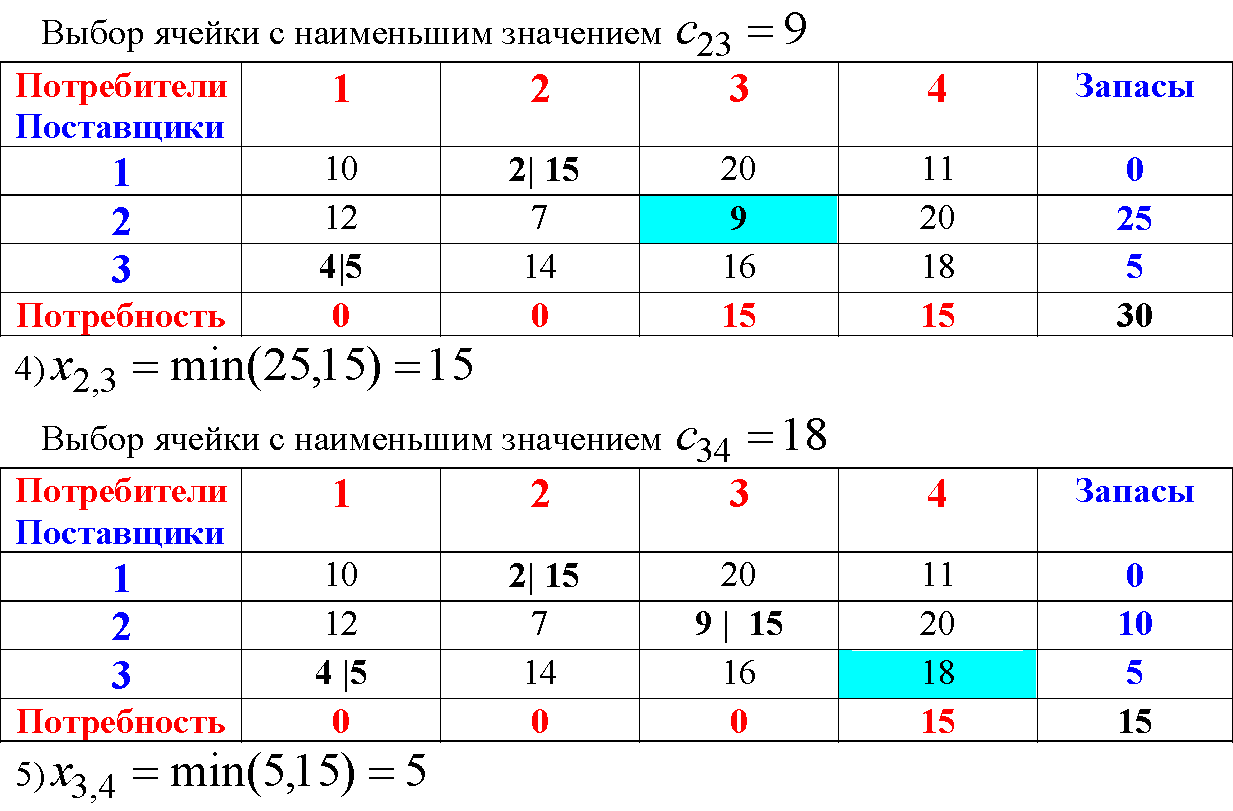 Выбор ячейки с наименьшим значением c23 = 9
Потребители Поставщики 1 2 3 4 Запасы
1 10 2| 15 20 11 0
2 12 7 9 20 25
3 4|5 14 16 18 5
Потребность 0 0 15 15 30
4) x2,3 = min(25,15) = 15
Выбор ячейки с наименьшим значением c34 = 18
Потребители Поставщики 1 2 3 4 Запасы
1 10 2| 15 20 11 0
2 12 7 9 | 15 20 10
3 4 |5 14 16 18 5
Потребность 0 0 0 15 15
5) x3,4 = min(5,15) = 5